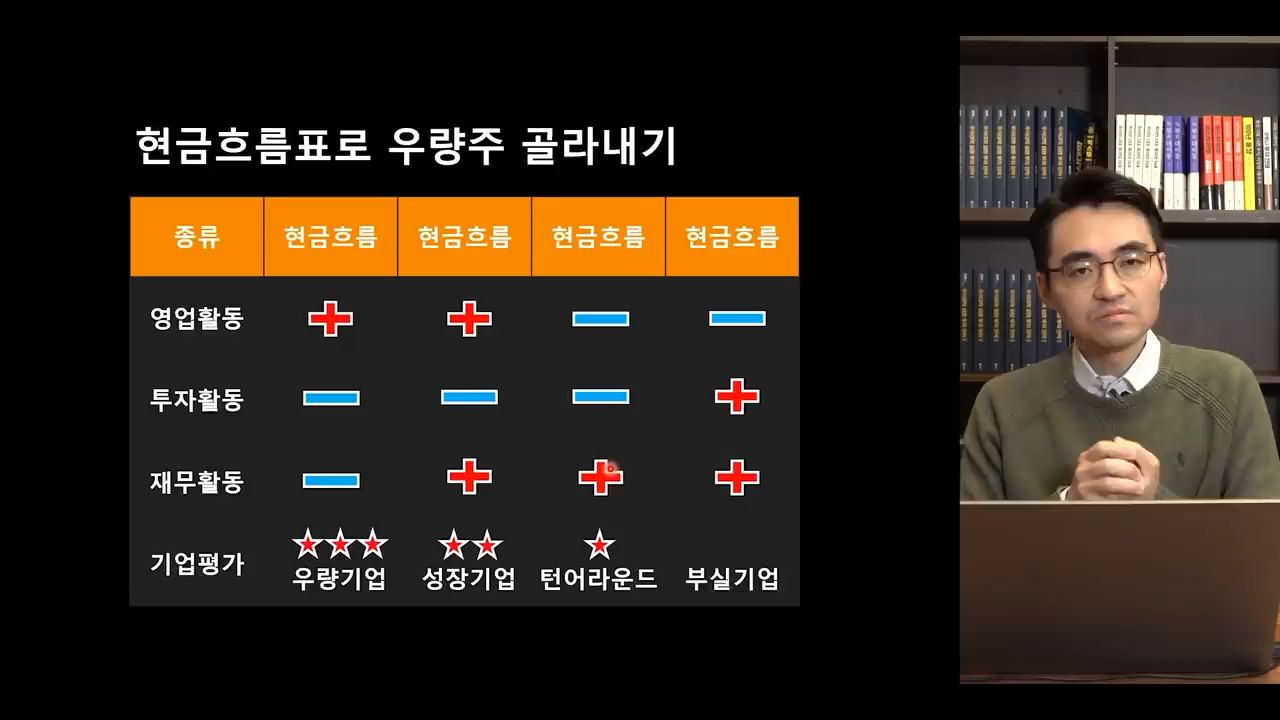 현금흐름표로 우량주 골라내기
종류 현금흐름 현금흐름 현금흐름 현금흐름
영업활동
투자활동
재무활동
기업평가
우량기업 성장기업 턴어라운드 부실기업